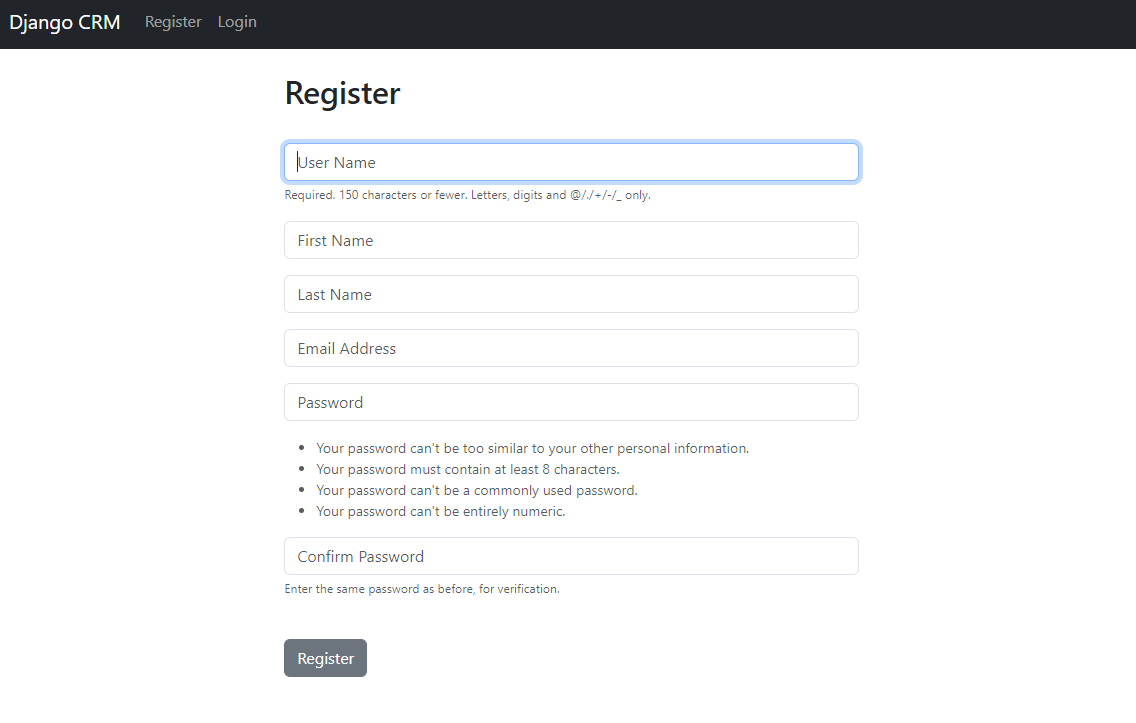 Django CRM Register Login
Register
User Name
Required. 150 characters or fewer. Letters, digits and @/./+/-/_ only.
First Name
Last Name
Email Address
Password
• Your password can't be too similar to your other personal information.
• Your password must contain at least 8 characters.
• Your password can't be a commonly used password.
• Your password can't be entirely numeric.
Confirm Password
Enter the same password as before, for verification.
Register